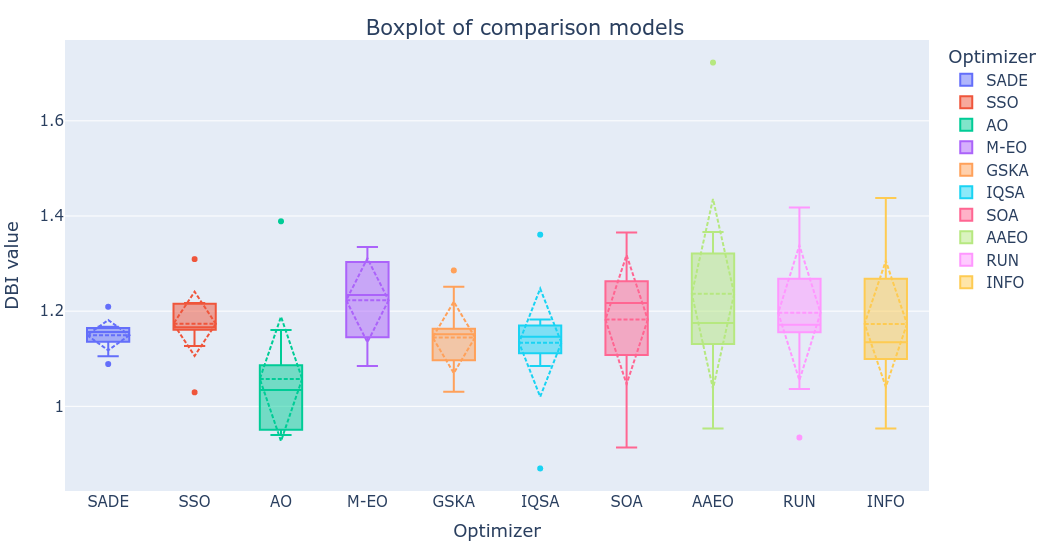 Boxplot of comparison models
DBI value
1.6
1.4
1.2
1
SADE
SSO
AO
M-EO
GSKA
IQSA
SOA
AAEO
RUN
INFO
Optimizer
Optimizer
SADE
SSO
AO
M-EO
GSKA
IQSA
SOA
AAEO
RUN
INFO